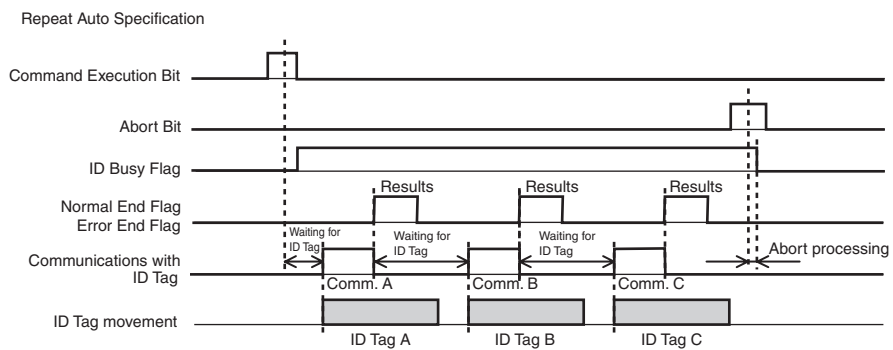 Repeat Auto Specification
Command Execution Bit
Abort Bit
ID Busy Flag
Results
Results
Results
Normal End Flag
Error End Flag
Waiting for
ID Tag
Waiting for
ID Tag
Waiting for
ID Tag
Abort processing
Communications with
ID Tag
Comm. A
Comm. B
Comm. C
ID Tag movement
ID Tag A
ID Tag B
ID Tag C